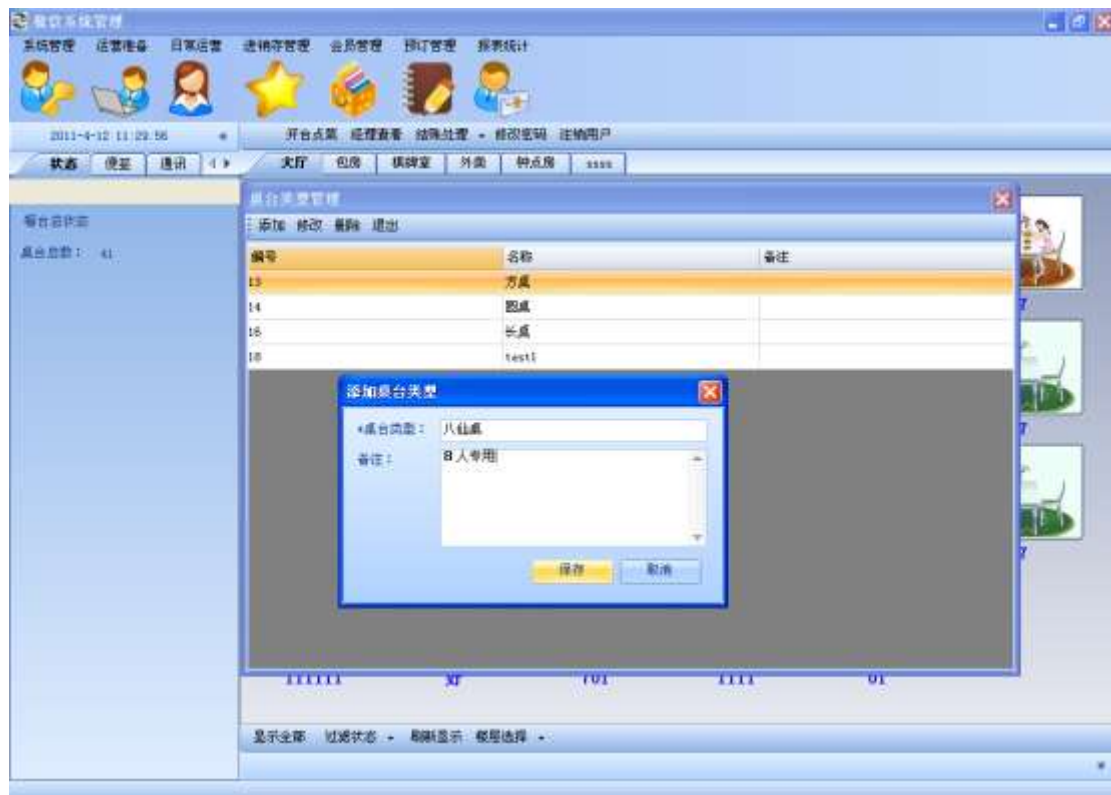 餐饮系统管理
系统管理 运营准备 日常运营 进销存管理 会员管理 预订管理 报表统计
2011-4-12 11:29:56
开台点菜 经理查看 结账处理 修改密码 注销用户
状态 便签 通讯
大厅 包房 棋牌室 外卖 钟点房 ssss
桌台类型管理
添加 修改 删除 退出
餐台总状态
桌台总数： 41
编号 名称 备注
13 方桌
14 圆桌
16 长桌
18 test1
添加桌台类型
*桌台类型： 八仙桌
备注： 8 人专用
保存 取消
显示全部 过滤状态 刷新显示 楼层选择